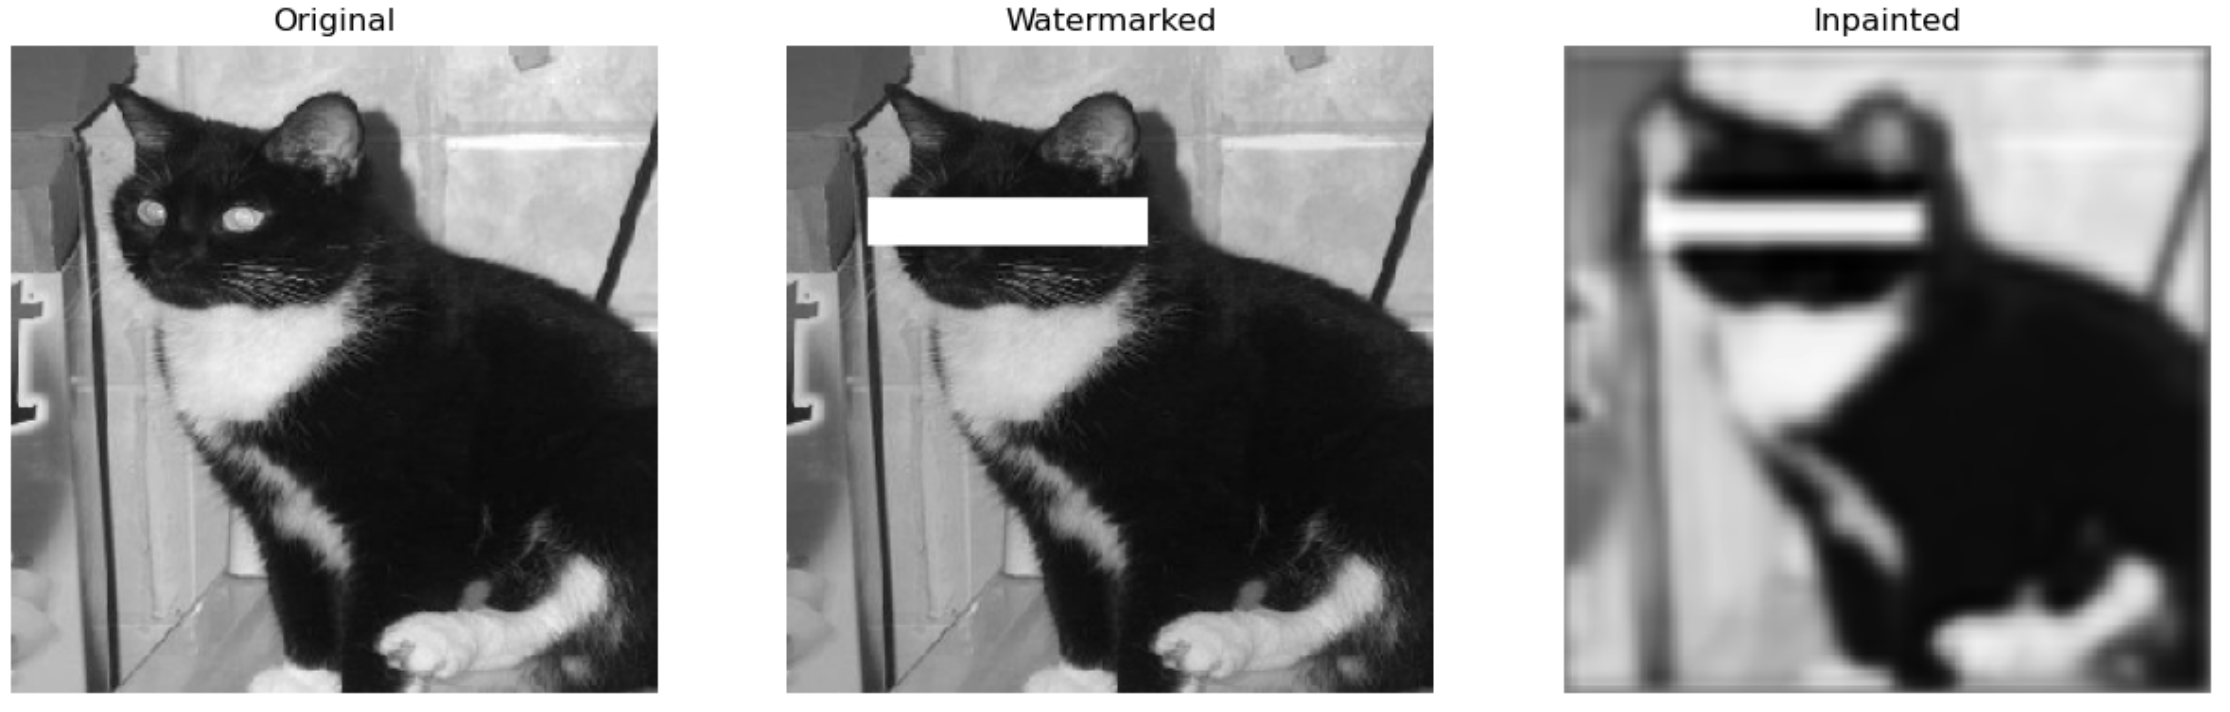 Original
Watermarked
Inpainted
t
t